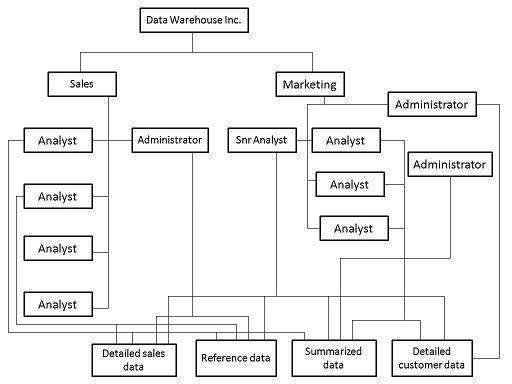 Data Warehouse Inc.
Sales
Marketing
Administrator
Analyst
Administrator
Snr Analyst
Analyst
Administrator
Analyst
Analyst
Analyst
Analyst
Analyst
Detailed sales
data
Reference data
Summarized
data
Detailed
customer data